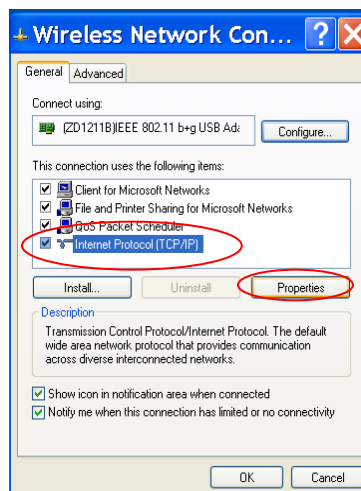 Wireless Network Con...
General Advanced
Connect using:
(ZD1211B)IEEE 802.11 b+g USB Ada
Configure...
This connection uses the following items:
Client for Microsoft Networks
File and Printer Sharing for Microsoft Networks
QoS Packet Scheduler
Internet Protocol (TCP/IP)
Install... Uninstall Properties
Description
Transmission Control Protocol/Internet Protocol. The default
wide area network protocol that provides communication
across diverse interconnected networks.
Show icon in notification area when connected
Notify me when this connection has limited or no connectivity
OK Cancel